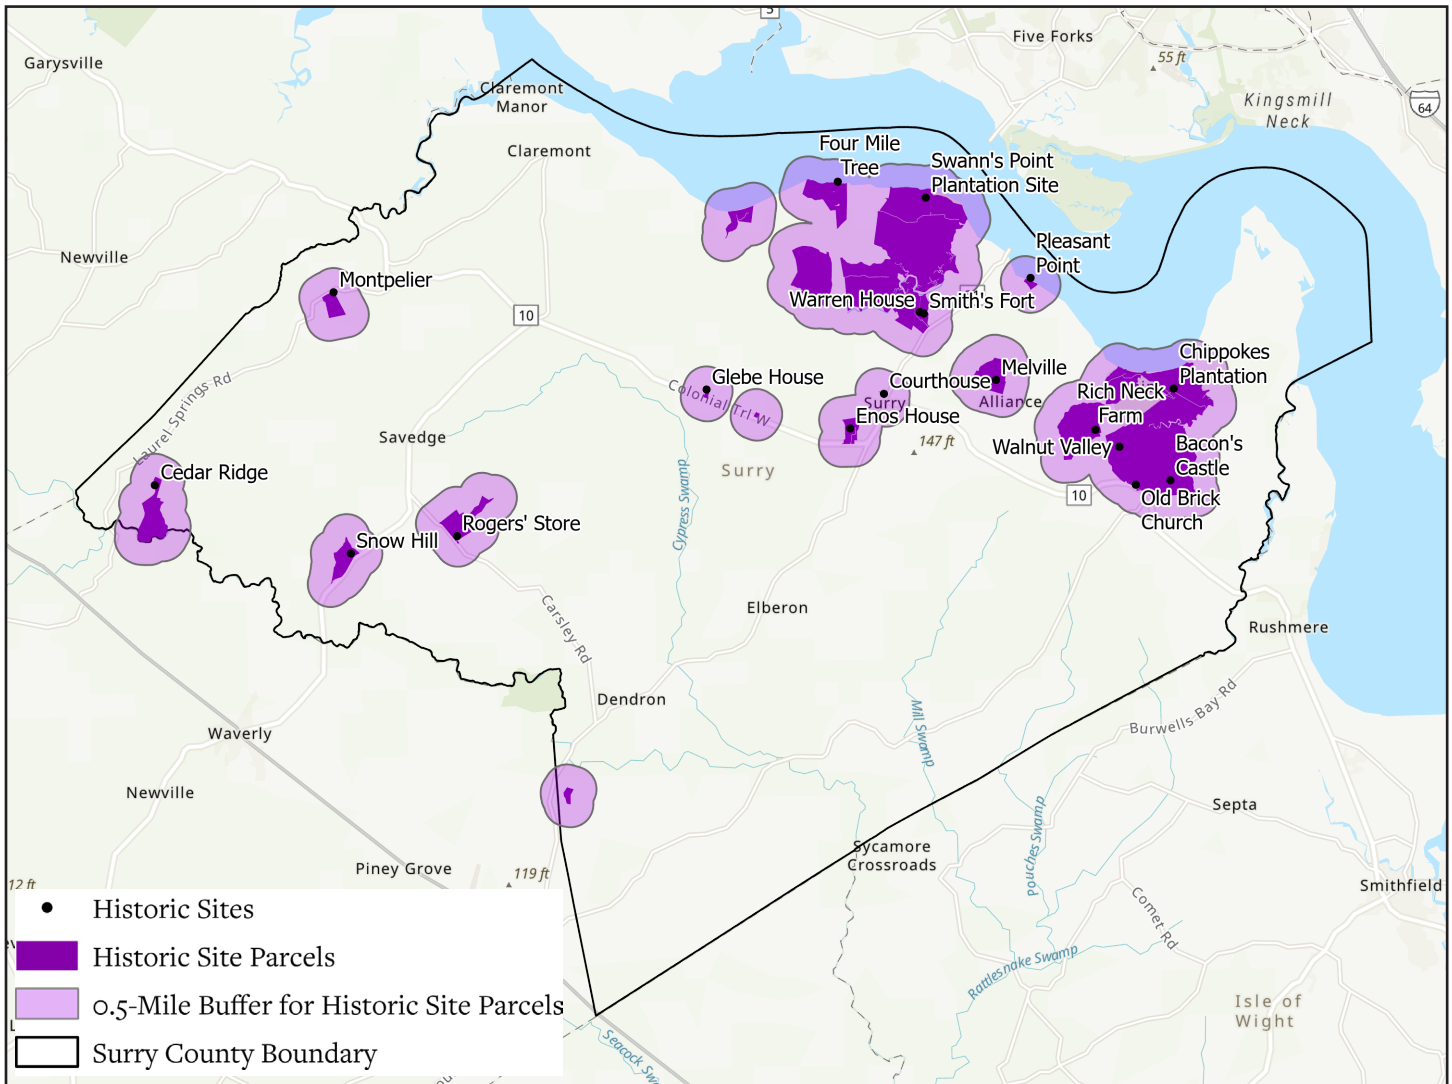 5
Five Forks
Garysville
55 ft
Claremont
Manor
Kingsmill
Neck
64
Claremont
Four Mile
Tree
Swann's Point
Plantation Site
Newville
Pleasant
Point
Montpelier
Warren House
Smith's Fort
10
Chippokes
Plantation
Glebe House
Melville
Courthouse
Colonial Trl W
Surry
Alliance
Rich Neck
Farm
Laurel Springs Rd
Enos House
Savedge
147 ft
Walnut Valley
Bacon's
Castle
Cedar Ridge
Surry
10
Old Brick
Church
Cypress Swamp
Rogers' Store
Snow Hill
Elberon
Carsley Rd
Rushmere
Dendron
Mill Swamp
Burwells Bay Rd
Waverly
Newville
Septa
Pouches Swamp
Sycamore
Crossroads
Piney Grove
119 ft
12 ft
Smithfield
Comet Rd
Rattlesnake Swamp
Isle of
Wight
Seacock Swa
Historic Sites
Historic Site Parcels
0.5-Mile Buffer for Historic Site Parcels
Surry County Boundary